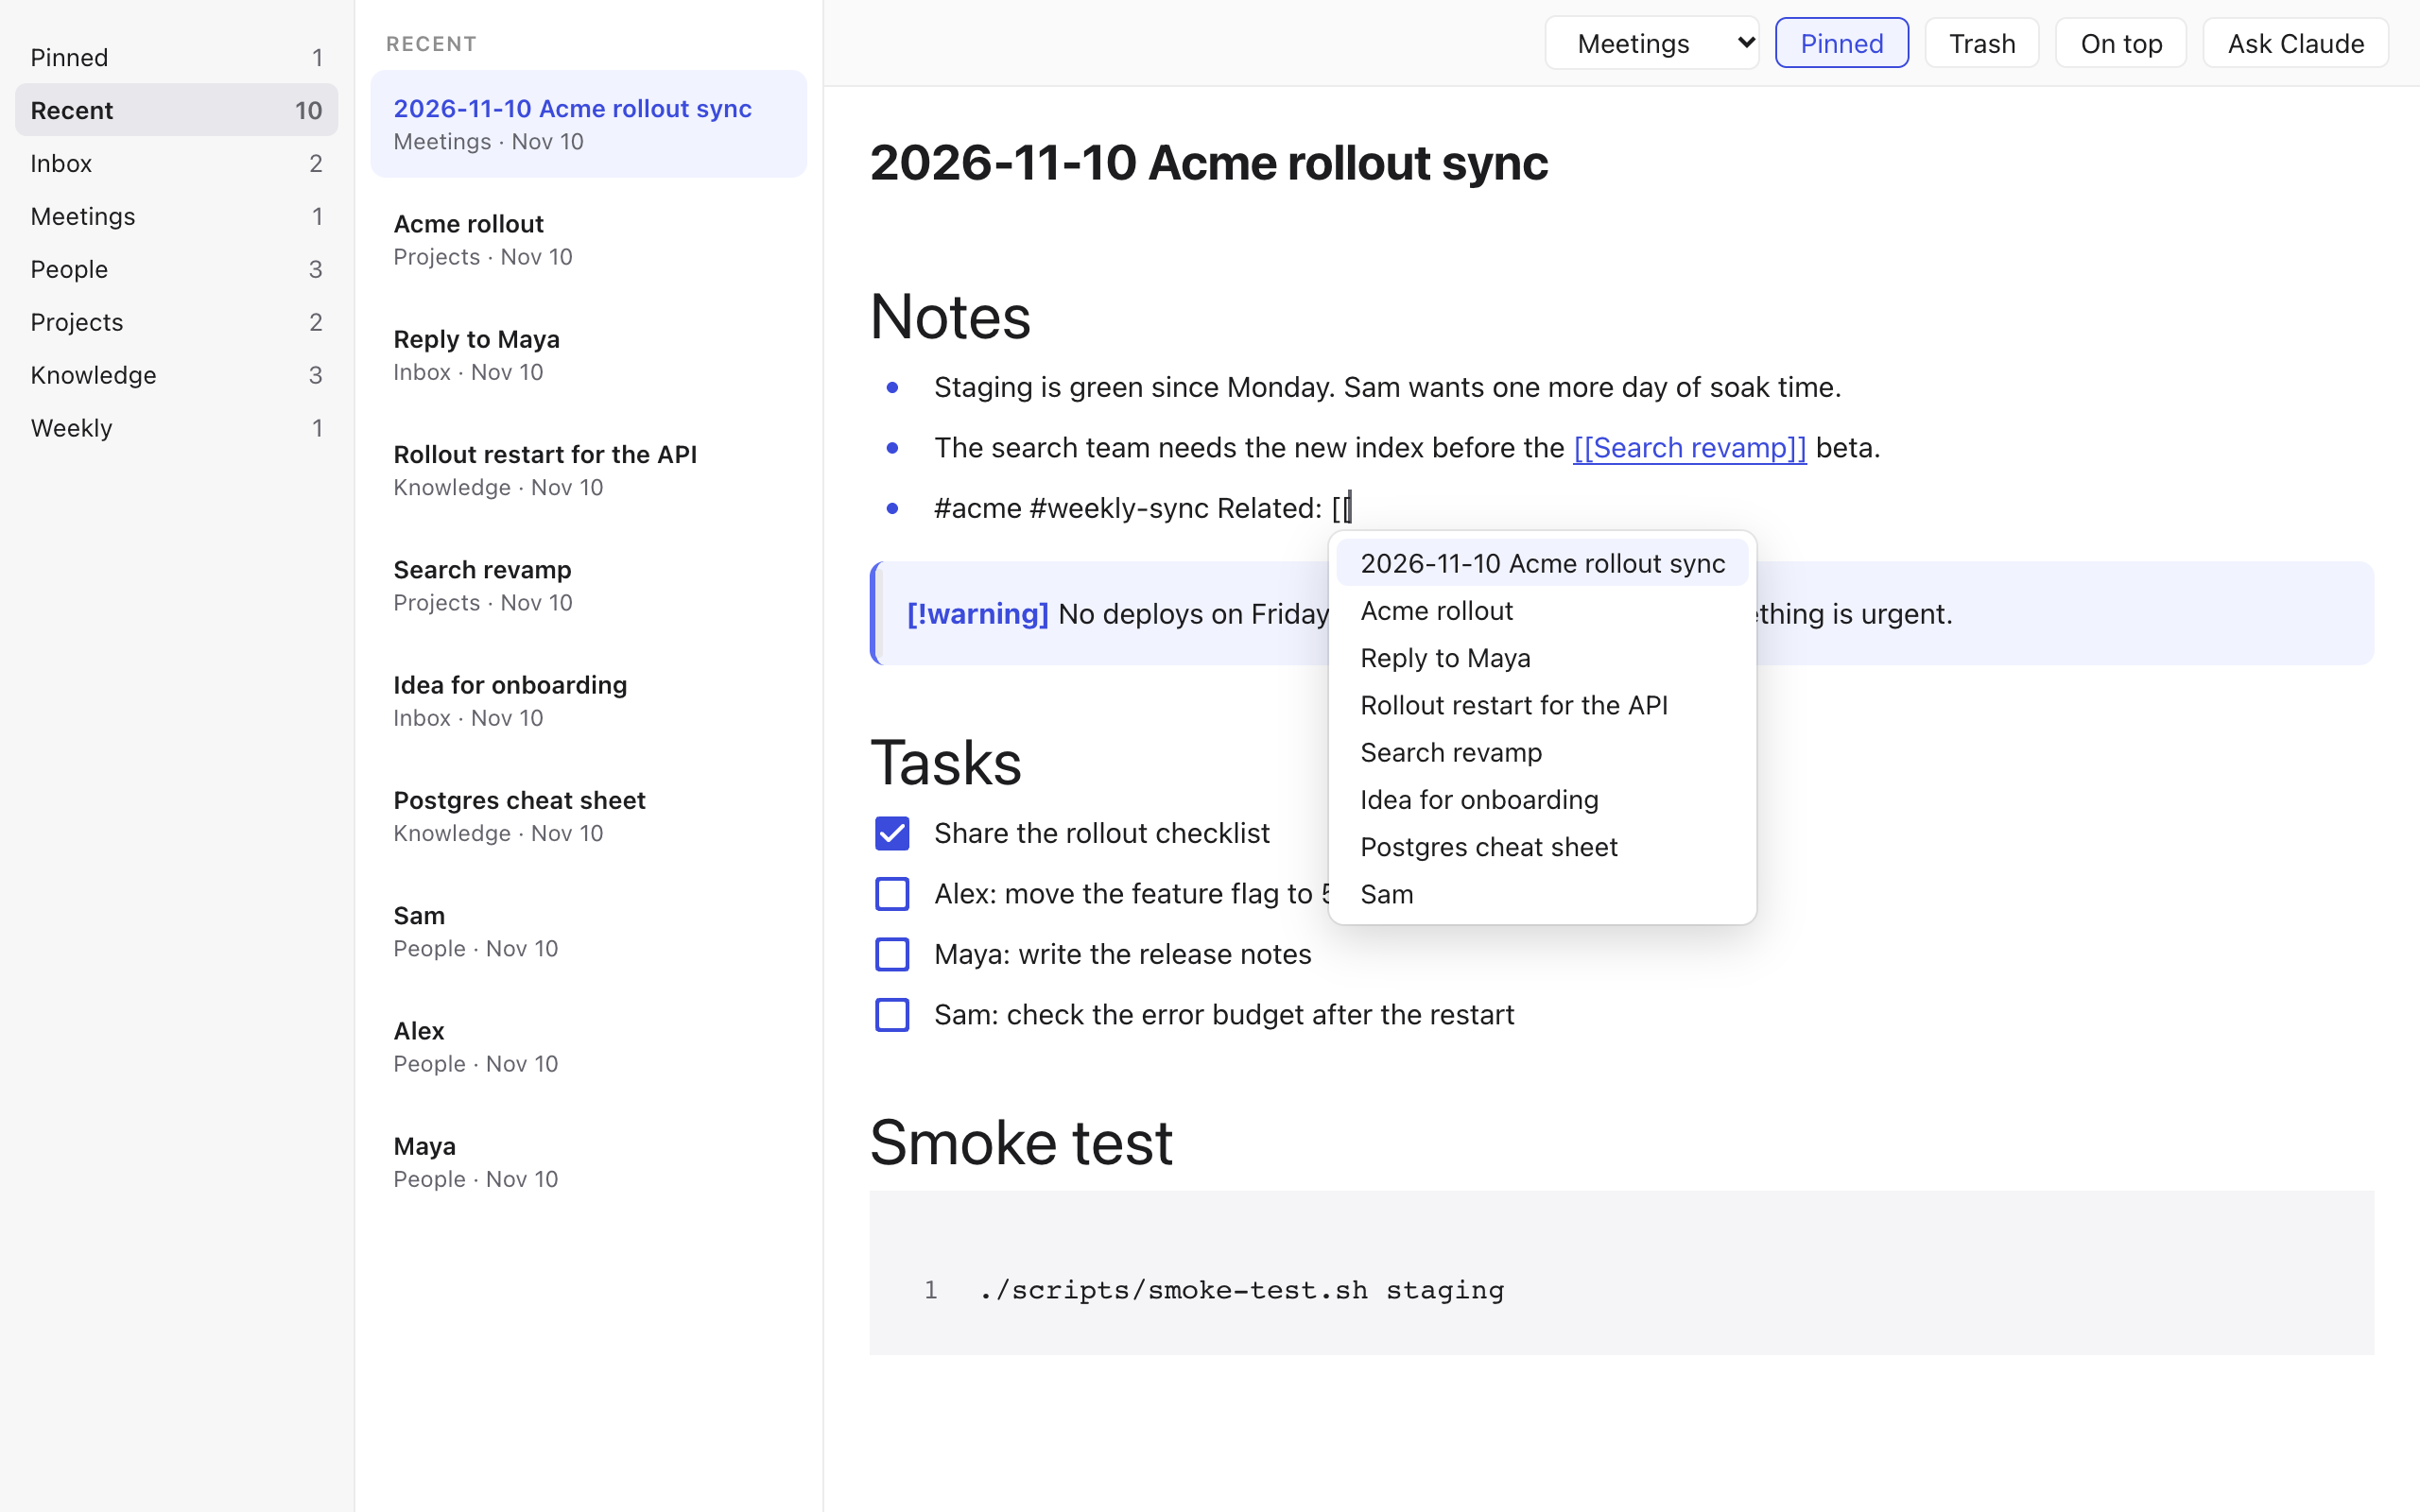 Pinned 1
Recent 10
Inbox 2
Meetings 1
People 3
Projects 2
Knowledge 3
Weekly 1
RECENT
2026-11-10 Acme rollout sync
Meetings · Nov 10
Acme rollout
Projects · Nov 10
Reply to Maya
Inbox · Nov 10
Rollout restart for the API
Knowledge · Nov 10
Search revamp
Projects · Nov 10
Idea for onboarding
Inbox · Nov 10
Postgres cheat sheet
Knowledge · Nov 10
Sam
People · Nov 10
Alex
People · Nov 10
Maya
People · Nov 10
Meetings Pinned Trash On top Ask Claude
2026-11-10 Acme rollout sync
Notes
Staging is green since Monday. Sam wants one more day of soak time.
The search team needs the new index before the [[Search revamp]] beta.
#acme #weekly-sync Related: [[
2026-11-10 Acme rollout sync
Acme rollout
Reply to Maya
Rollout restart for the API
Search revamp
Idea for onboarding
Postgres cheat sheet
Sam
[!warning] No deploys on Friday is urgent.
Tasks
Share the rollout checklist
Alex: move the feature flag to
Maya: write the release notes
Sam: check the error budget after the restart
Smoke test
1 ./scripts/smoke-test.sh staging